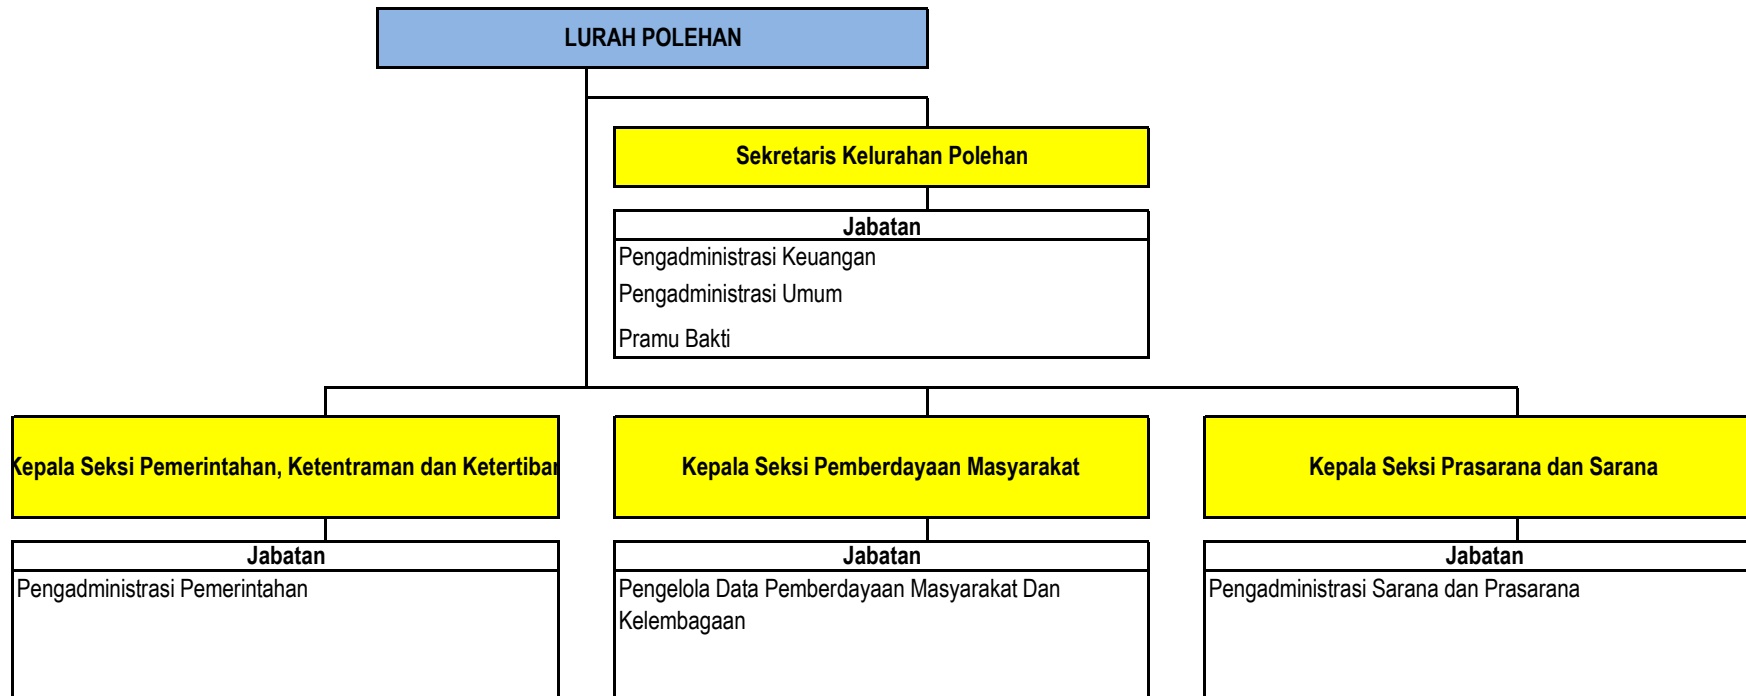 LURAH POLEHAN
Sekretaris Kelurahan Polehan
Jabatan
Pengadministrasi Keuangan
Pengadministrasi Umum
Pramu Bakti
Kepala Seksi Pemerintahan, Ketentraman dan Ketertiban
Kepala Seksi Pemberdayaan Masyarakat
Kepala Seksi Prasarana dan Sarana
Jabatan
Pengadministrasi Pemerintahan
Jabatan
Pengelola Data Pemberdayaan Masyarakat Dan
Kelembagaan
Jabatan
Pengadministrasi Sarana dan Prasarana